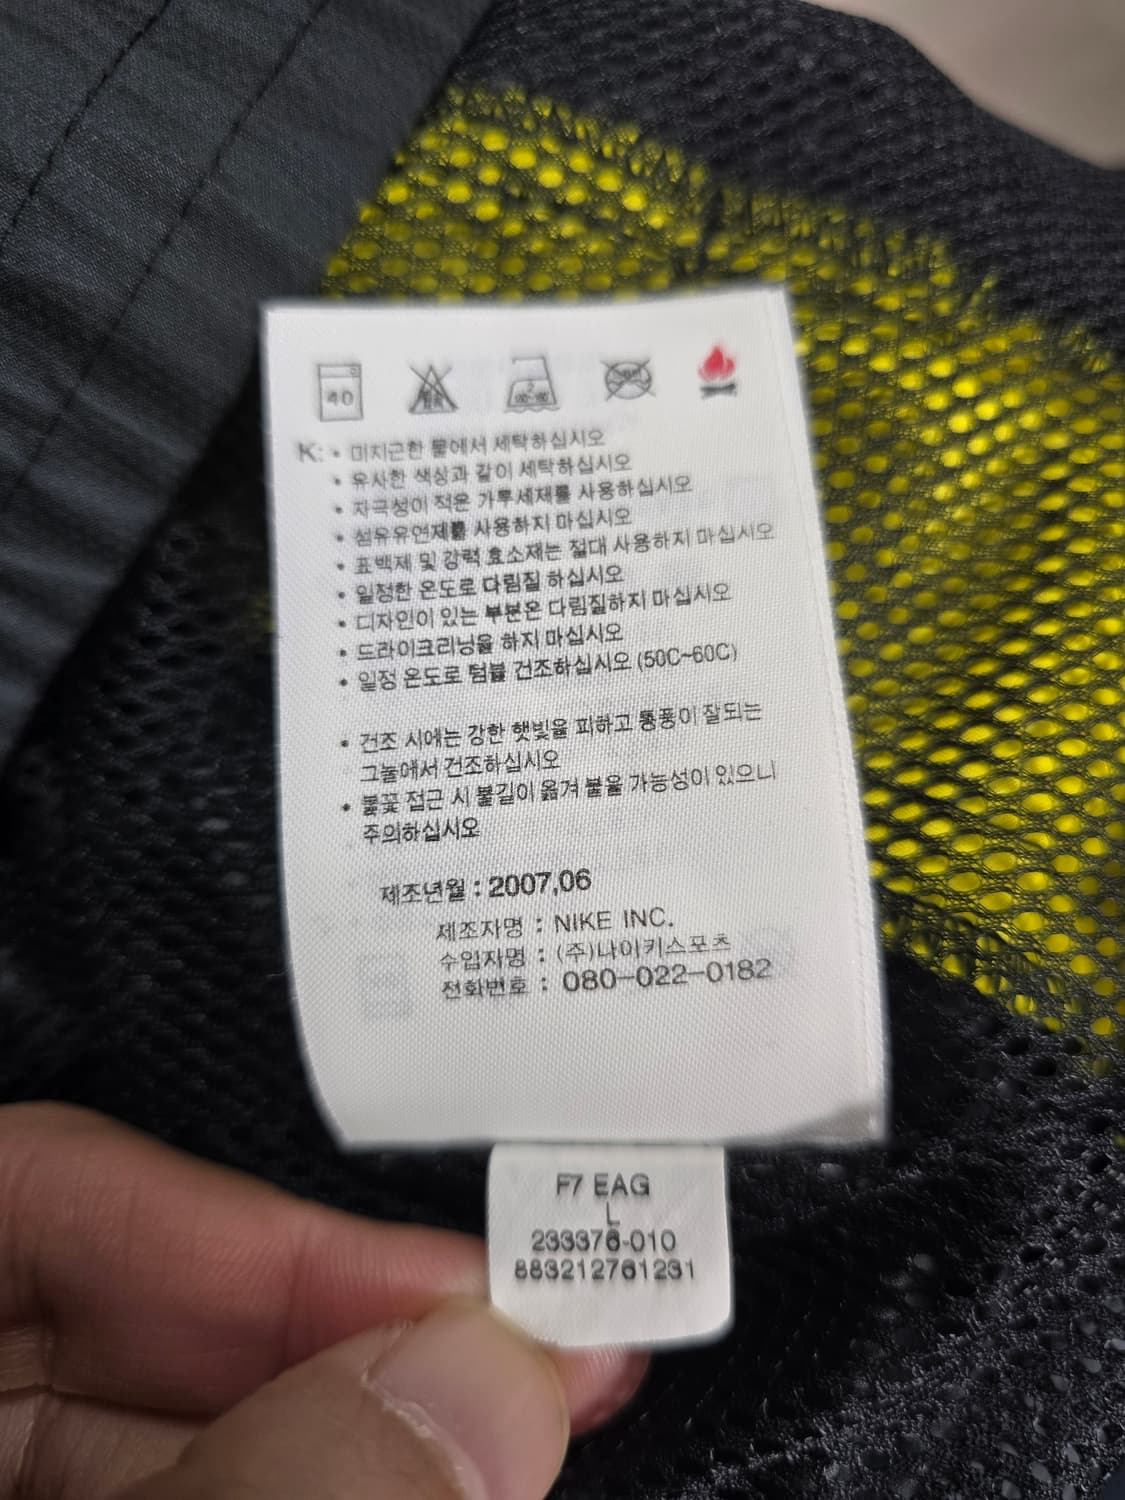 40
K: • 미지근한 물에서 세탁하십시오
• 유사한 색상과 같이 세탁하십시오
• 자극성이 적은 가루세제를 사용하십시오
• 섬유유연제를 사용하지 마십시오
• 표백제 및 강력 효소제는 절대 사용하지 마십시오
• 일정한 온도로 다림질 하십시오
• 디자인이 있는 부분은 다림질하지 마십시오
• 드라이크리닝을 하지 마십시오
• 일정 온도로 텀블 건조하십시오 (50C~60C)
• 건조 시에는 강한 햇빛을 피하고 통풍이 잘되는
그늘에서 건조하십시오
• 불꽃 접근 시 불길이 옮겨 붙을 가능성이 있으니
주의하십시오
제조년월 : 2007,06
제조자명 : NIKE INC.
수입자명 : (주)나이키스포츠
전화번호 : 080-022-0182
F7 EAG
L
233376-010
883212761231